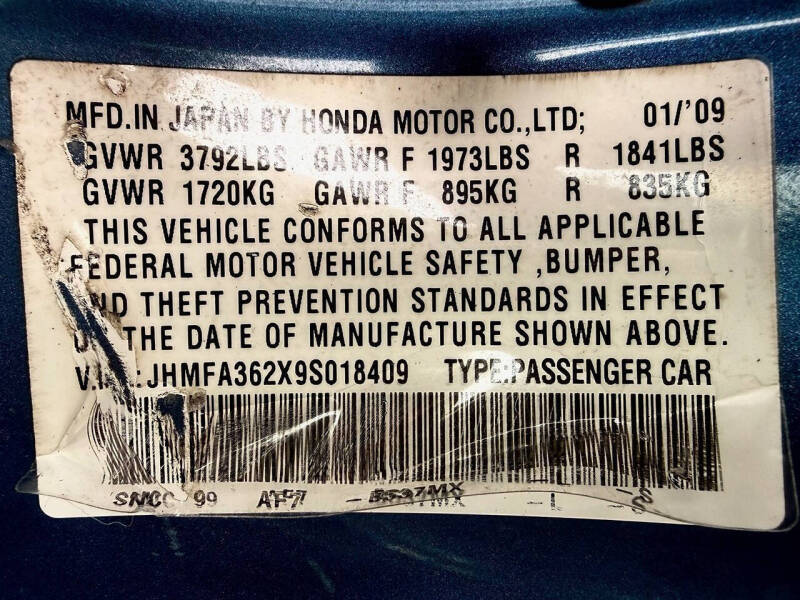 MFD.IN JAPAN BY HONDA MOTOR CO.,LTD; 01/'09
GVWR 3792LBS GAWR F 1973LBS R 1841LBS
GVWR 1720KG GAWR F 895KG R 835KG
THIS VEHICLE CONFORMS TO ALL APPLICABLE
FEDERAL MOTOR VEHICLE SAFETY ,BUMPER,
AND THEFT PREVENTION STANDARDS IN EFFECT
THE DATE OF MANUFACTURE SHOWN ABOVE.
:JHMFA362X9S018409 TYPE:PASSENGER CAR
99